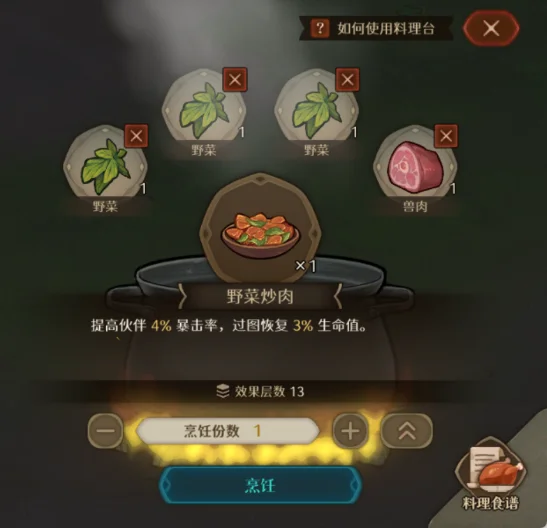 ? 如何使用料理台
1
野菜
1
野菜
1
野菜
1
兽肉
×1
野菜炒肉
提高伙伴 4% 暴击率，过图恢复 3% 生命值。
效果层数 13
烹饪份数 1
烹饪
料理食谱